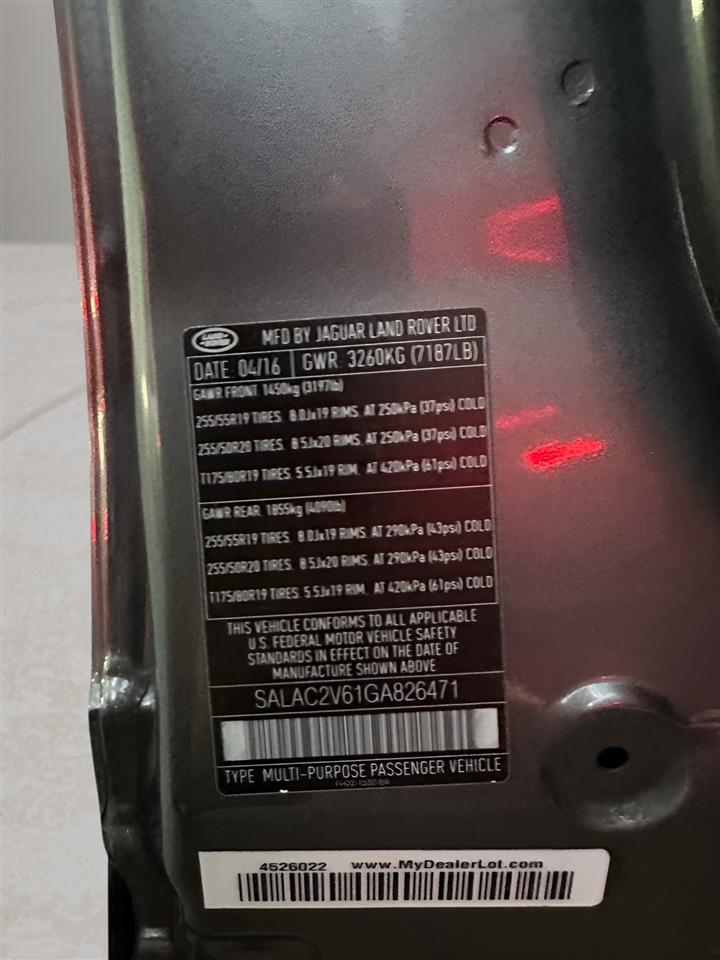 LAND ROVER
MFD BY JAGUAR LAND ROVER LTD
DATE: 04/16 GWR: 3260KG (7187LB)
GAWR FRONT. 1450kg (3197lb)
255/55R19 TIRES. 8.0Jx19 RIMS. AT 250kPa (37psi) COLD
255/50R20 TIRES. 8.5Jx20 RIMS. AT 250kPa (37psi) COLD
T175/80R19 TIRES. 5.5Jx19 RIM. AT 420kPa (61psi) COLD
GAWR REAR. 1855kg (4090lb)
255/55R19 TIRES. 8.0Jx19 RIMS. AT 290kPa (43psi) COLD
255/50R20 TIRES. 8.5Jx20 RIMS. AT 290kPa (43psi) COLD
T175/80R19 TIRES. 5.5Jx19 RIM. AT 420kPa (61psi) COLD
THIS VEHICLE CONFORMS TO ALL APPLICABLE
U.S. FEDERAL MOTOR VEHICLE SAFETY
STANDARDS IN EFFECT ON THE DATE OF
MANUFACTURE SHOWN ABOVE
SALAC2V61GA826471
TYPE MULTI-PURPOSE PASSENGER VEHICLE
4526022 www.MyDealerLot.com